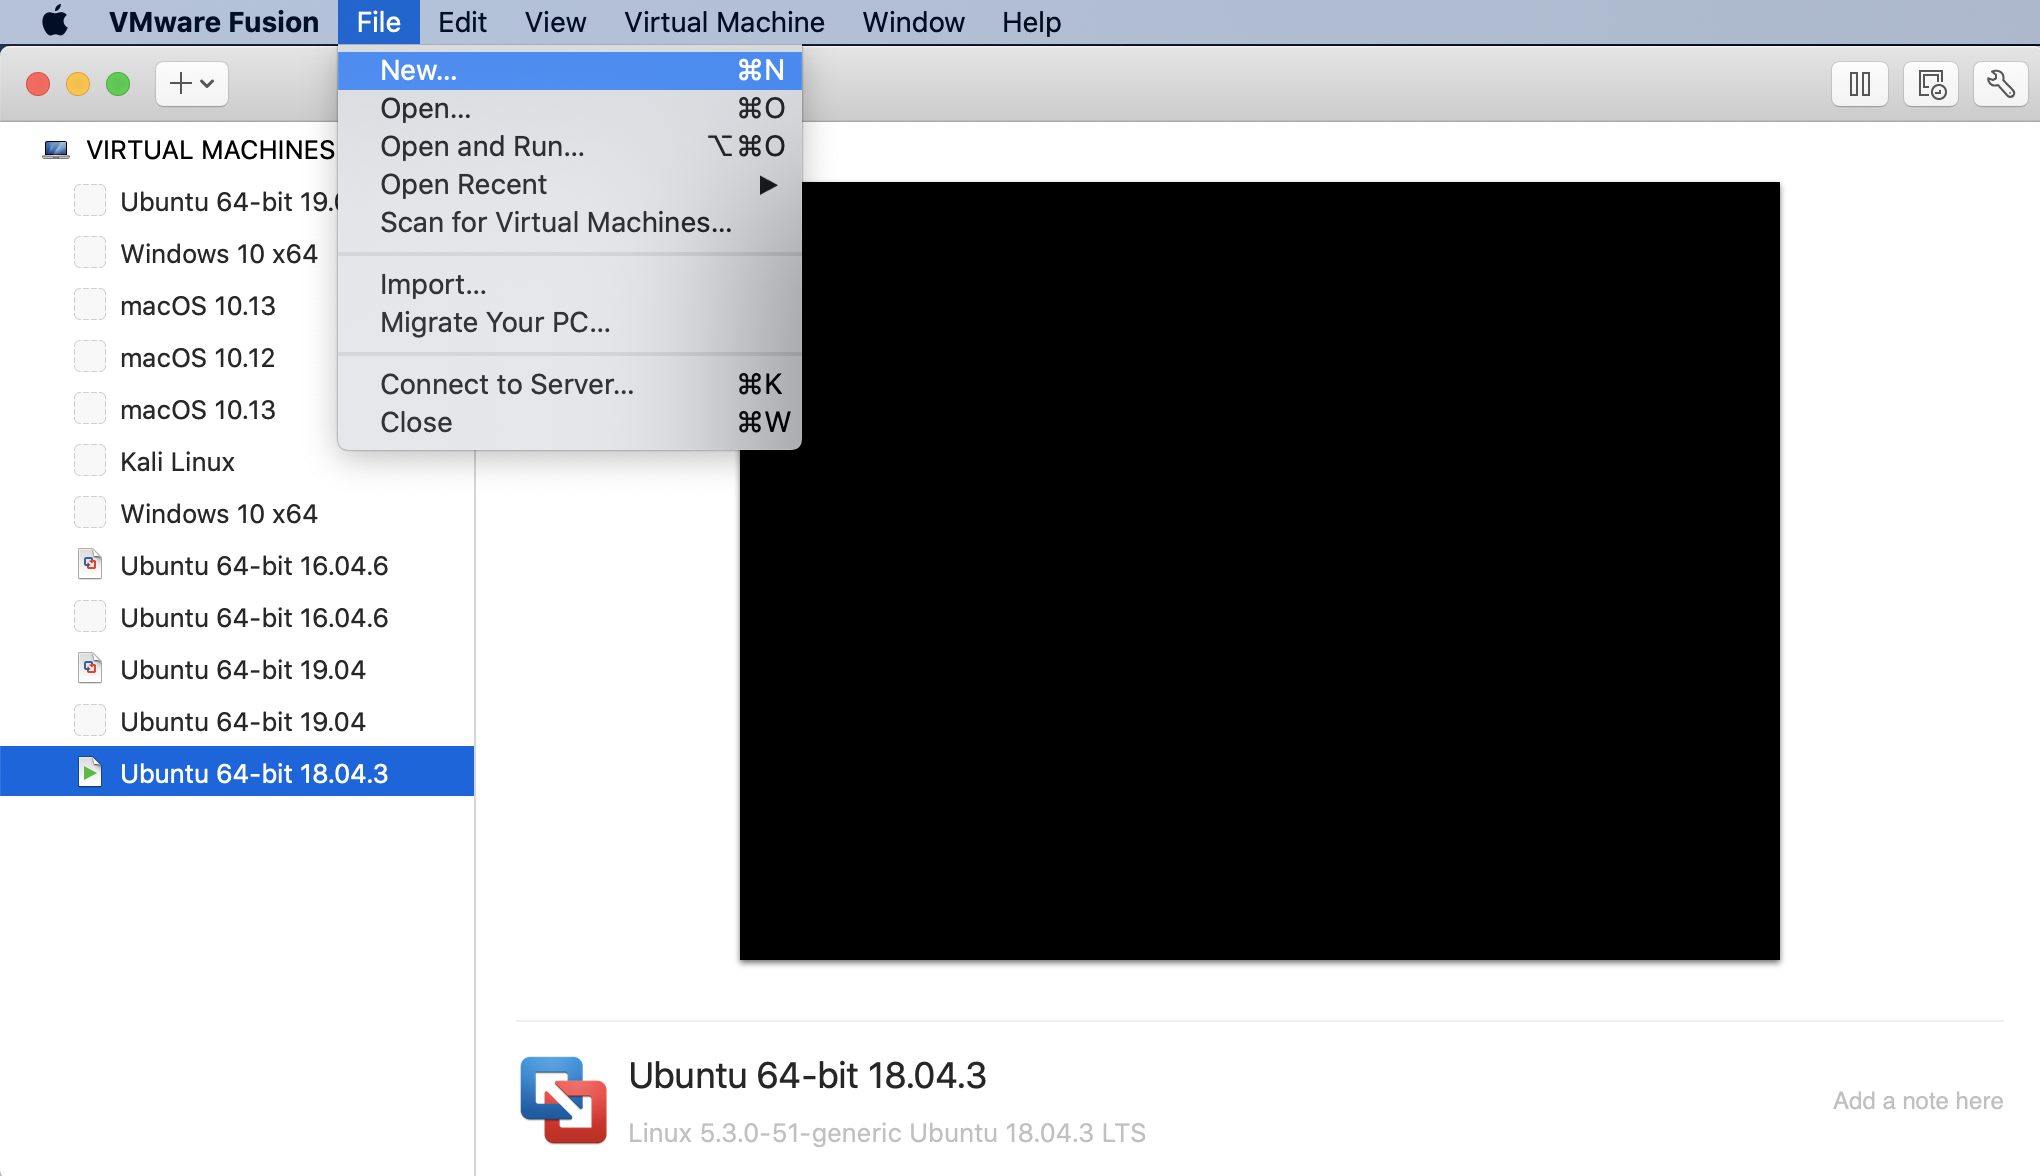 VMware Fusion File Edit View Virtual Machine Window Help
New... ⌘N
Open... ⌘O
Open and Run... ⌥⌘O
Open Recent ▶
Scan for Virtual Machines...
Import...
Migrate Your PC...
Connect to Server... ⌘K
Close ⌘W
VIRTUAL MACHINES
Ubuntu 64-bit 19.
Windows 10 x64
macOS 10.13
macOS 10.12
macOS 10.13
Kali Linux
Windows 10 x64
Ubuntu 64-bit 16.04.6
Ubuntu 64-bit 16.04.6
Ubuntu 64-bit 19.04
Ubuntu 64-bit 19.04
Ubuntu 64-bit 18.04.3
Ubuntu 64-bit 18.04.3
Linux 5.3.0-51-generic Ubuntu 18.04.3 LTS
Add a note here